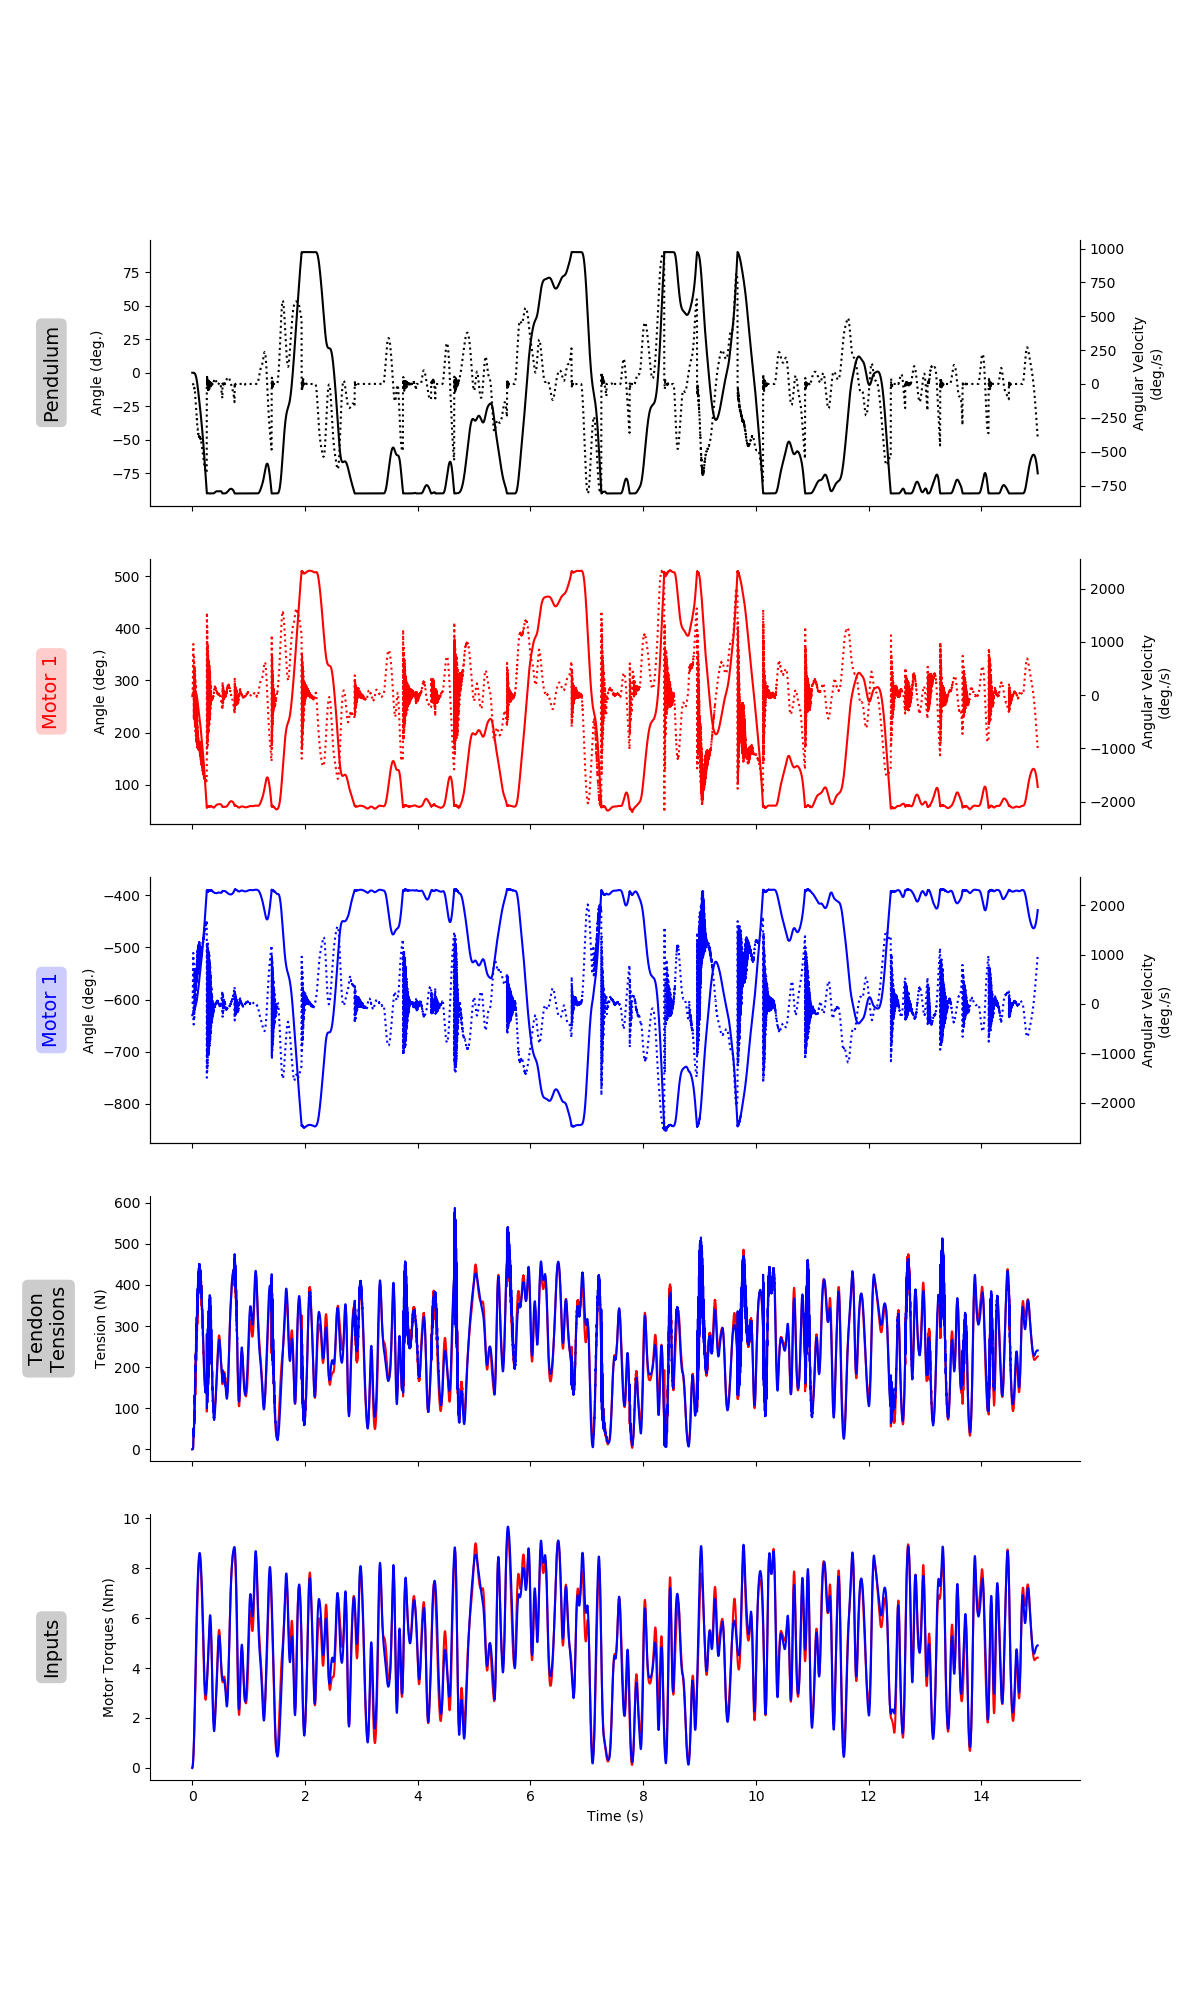 Pendulum
Angle (deg.)
75
50
25
0
−25
−50
−75
1000
750
500
250
0
−250
−500
−750
Angular Velocity
(deg./s)
Motor 1
Angle (deg.)
500
400
300
200
100
2000
1000
0
−1000
−2000
Angular Velocity
(deg./s)
Motor 1
Angle (deg.)
−400
−500
−600
−700
−800
2000
1000
0
−1000
−2000
Angular Velocity
(deg./s)
Tendon
Tensions
Tension (N)
600
500
400
300
200
100
0
Inputs
Motor Torques (Nm)
10
8
6
4
2
0
0 2 4 6 8 10 12 14
Time (s)